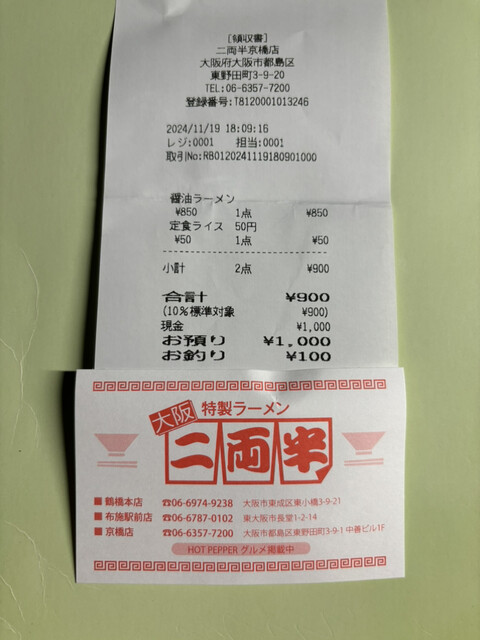 [領収書]
二両半京橋店
大阪府大阪市都島区
東野田町3-9-20
TEL:06-6357-7200
登録番号:T8120001013246
2024/11/19 18:09:16
レジ:0001 担当:0001
取引No:RB0120241119180901000
醤油ラーメン
¥850 1点 ¥850
定食ライス 50円
¥50 1点 ¥50
小計 2点 ¥900
合計 ¥900
(10%標準対象 ¥900)
現金 ¥1,000
お預り ¥1,000
お釣り ¥100
大阪 特製ラーメン
二両半
■鶴橋本店 ☎06-6974-9238 大阪市東成区東小橋3-9-21
■布施駅前店 ☎06-6787-0102 東大阪市長堂1-2-14
■京橋店 ☎06-6357-7200 大阪市都島区東野田町3-9-1 中善ビル1F
HOT PEPPER グルメ掲載中